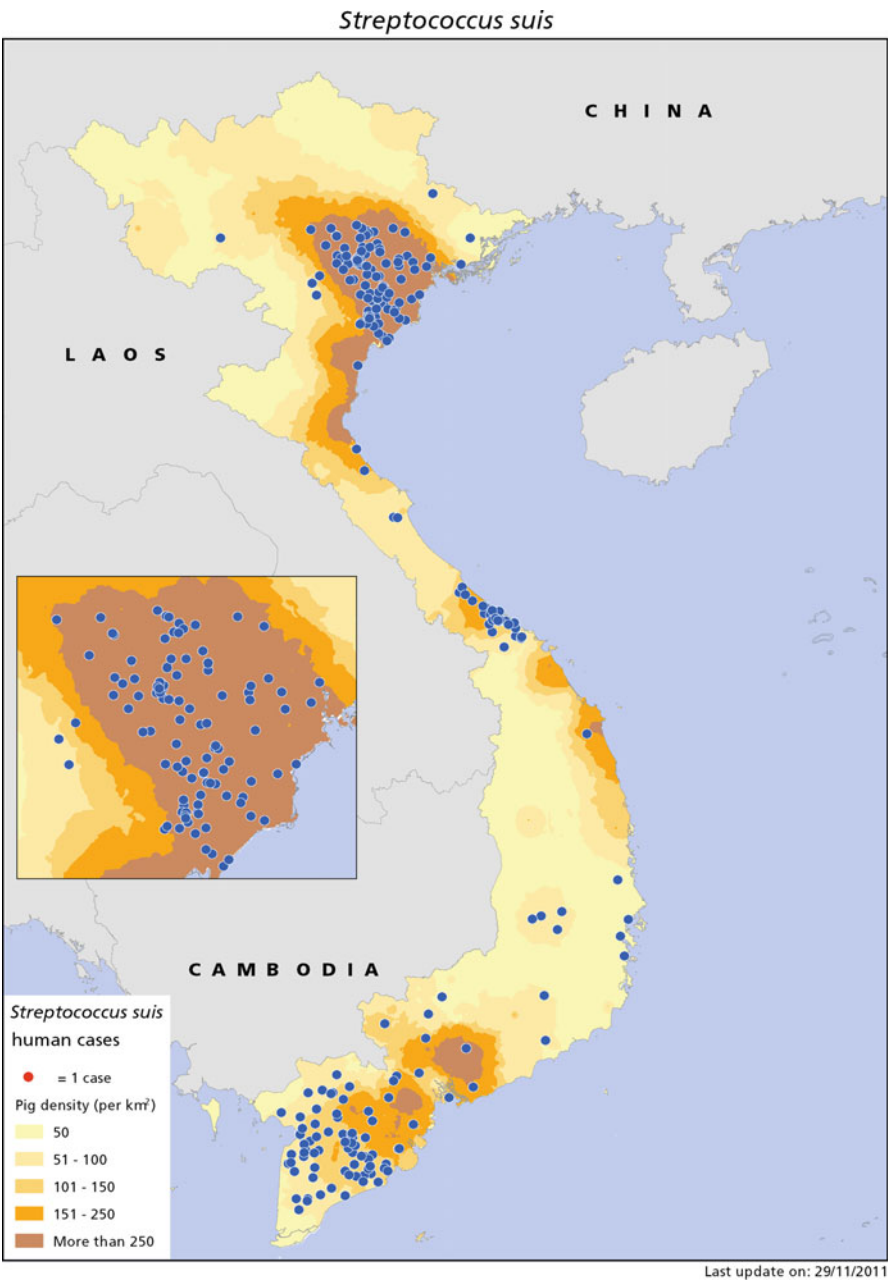 Streptococcus suis
CHINA
LAOS
CAMBODIA
Streptococcus suis
human cases
= 1 case
Pig density (per km²)
50
51 - 100
101 - 150
151 - 250
More than 250
Last update on: 29/11/2011